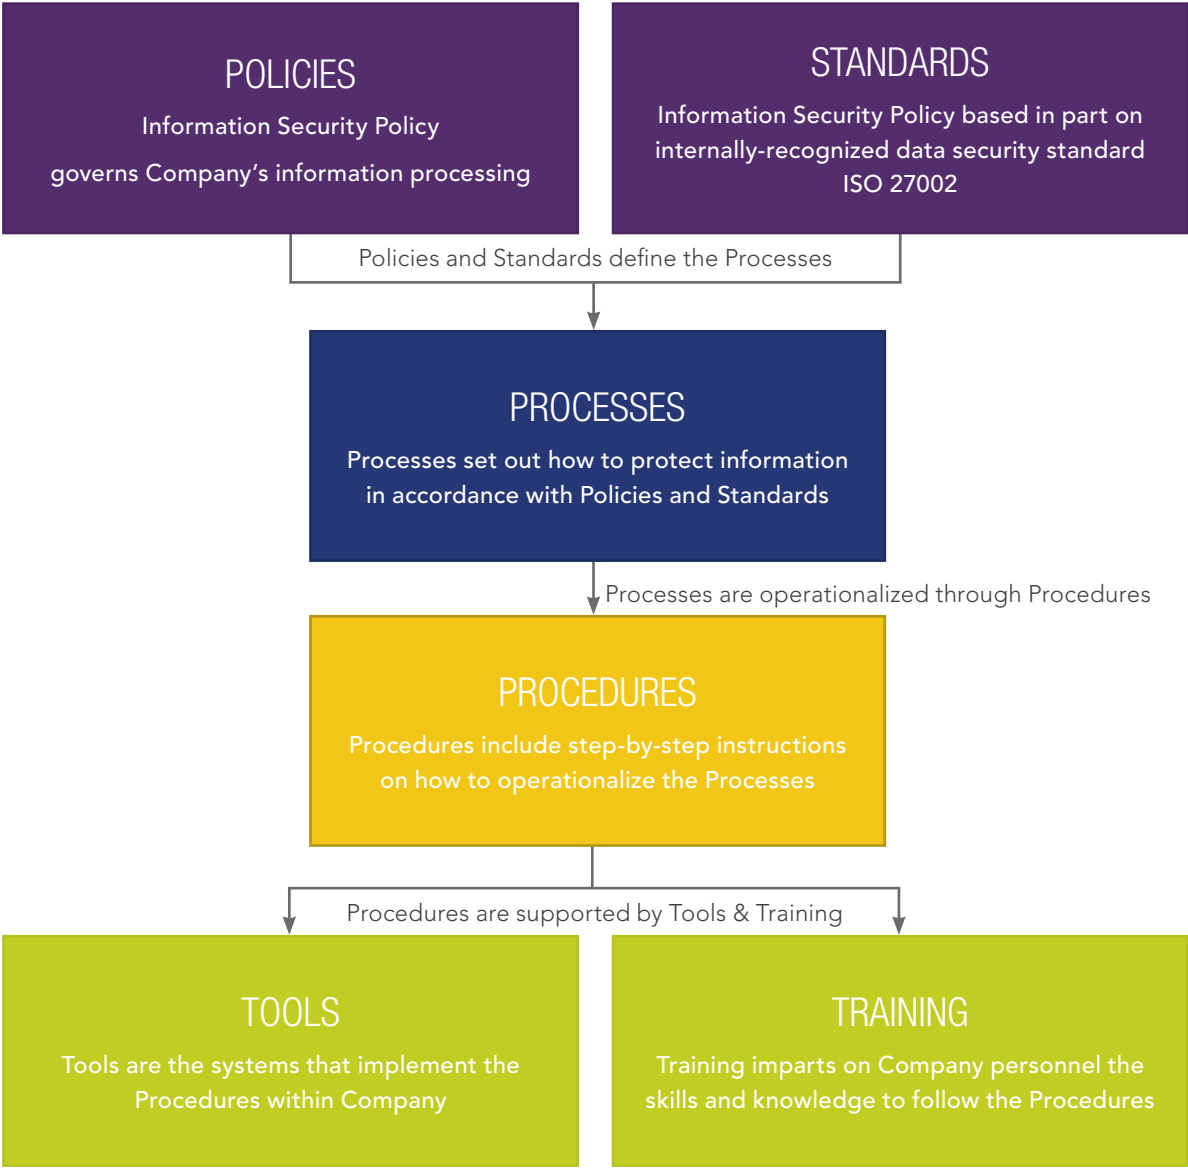 POLICIES
Information Security Policy
governs Company’s information processing
STANDARDS
Information Security Policy based in part on
internally-recognized data security standard
ISO 27002
Policies and Standards define the Processes
PROCESSES
Processes set out how to protect information
in accordance with Policies and Standards
Processes are operationalized through Procedures
PROCEDURES
Procedures include step-by-step instructions
on how to operationalize the Processes
Procedures are supported by Tools & Training
TOOLS
Tools are the systems that implement the
Procedures within Company
TRAINING
Training imparts on Company personnel the
skills and knowledge to follow the Procedures